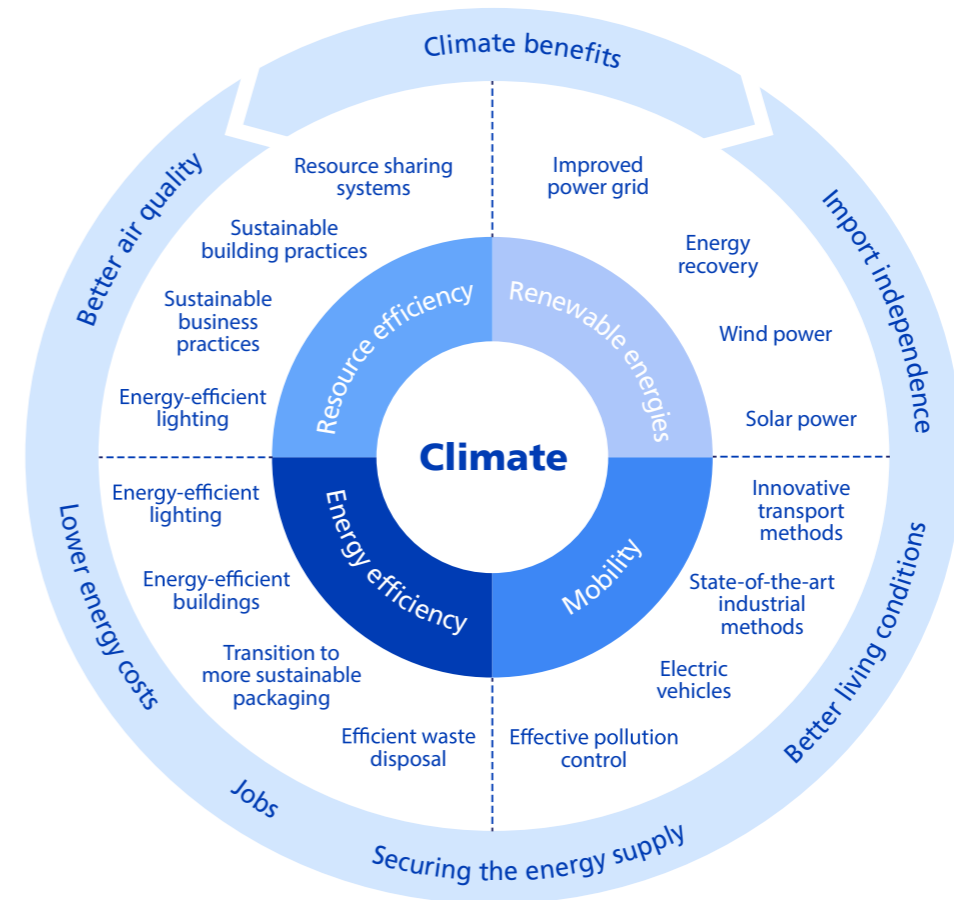 Climate benefits
Import independence
Better living conditions
Securing the energy supply
Jobs
Lower energy costs
Better air quality
Resource sharing
systems
Sustainable
building practices
Sustainable
business
practices
Energy-efficient
lighting
Improved
power grid
Energy
recovery
Wind power
Solar power
Resource efficiency
Renewable energies
Climate
Energy efficiency
Mobility
Energy-efficient
lighting
Energy-efficient
buildings
Transition to
more sustainable
packaging
Efficient waste
disposal
Innovative
transport
methods
State-of-the-art
industrial
methods
Electric
vehicles
Effective pollution
control